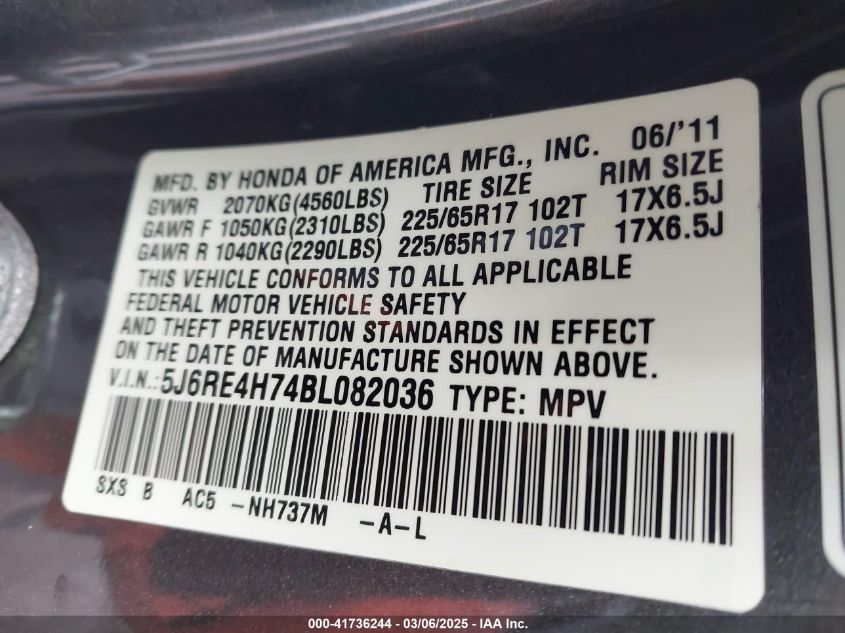 MFD. BY HONDA OF AMERICA MFG., INC. 06/'11
GVWR 2070KG(4560LBS) TIRE SIZE RIM SIZE
GAWR F 1050KG(2310LBS) 225/65R17 102T 17X6.5J
GAWR R 1040KG(2290LBS) 225/65R17 102T 17X6.5J
THIS VEHICLE CONFORMS TO ALL APPLICABLE
FEDERAL MOTOR VEHICLE SAFETY
AND THEFT PREVENTION STANDARDS IN EFFECT
ON THE DATE OF MANUFACTURE SHOWN ABOVE.
V.I.N.:5J6RE4H74BL082036 TYPE: MPV
SXS B AC5 -NH737M -A-L
000-41736244 - 03/06/2025 - IAA Inc.